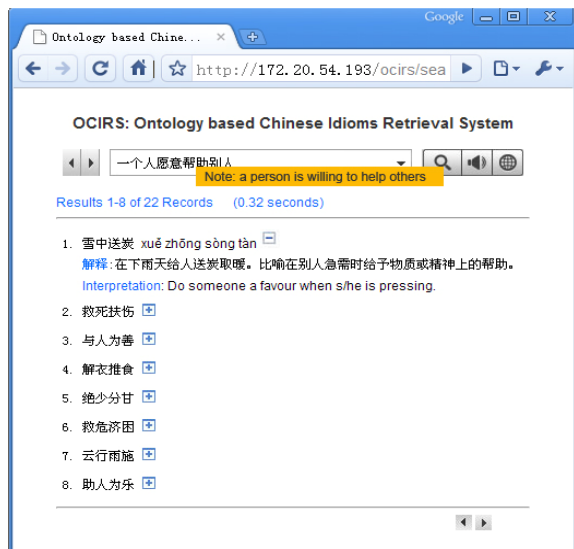 Google
Ontology based Chine...
http://172.20.54.193/ocirs/sea
OCIRS: Ontology based Chinese Idioms Retrieval System
一个人愿意帮助别人
Note: a person is willing to help others
Results 1-8 of 22 Records (0.32 seconds)
1. 雪中送炭 xuě zhōng sòng tàn
解释:在下雨天给人送炭取暖。比喻在别人急需时给予物质或精神上的帮助。
Interpretation: Do someone a favour when s/he is pressing.
2. 救死扶伤
3. 与人为善
4. 解衣推食
5. 绝少分甘
6. 救危济困
7. 云行雨施
8. 助人为乐